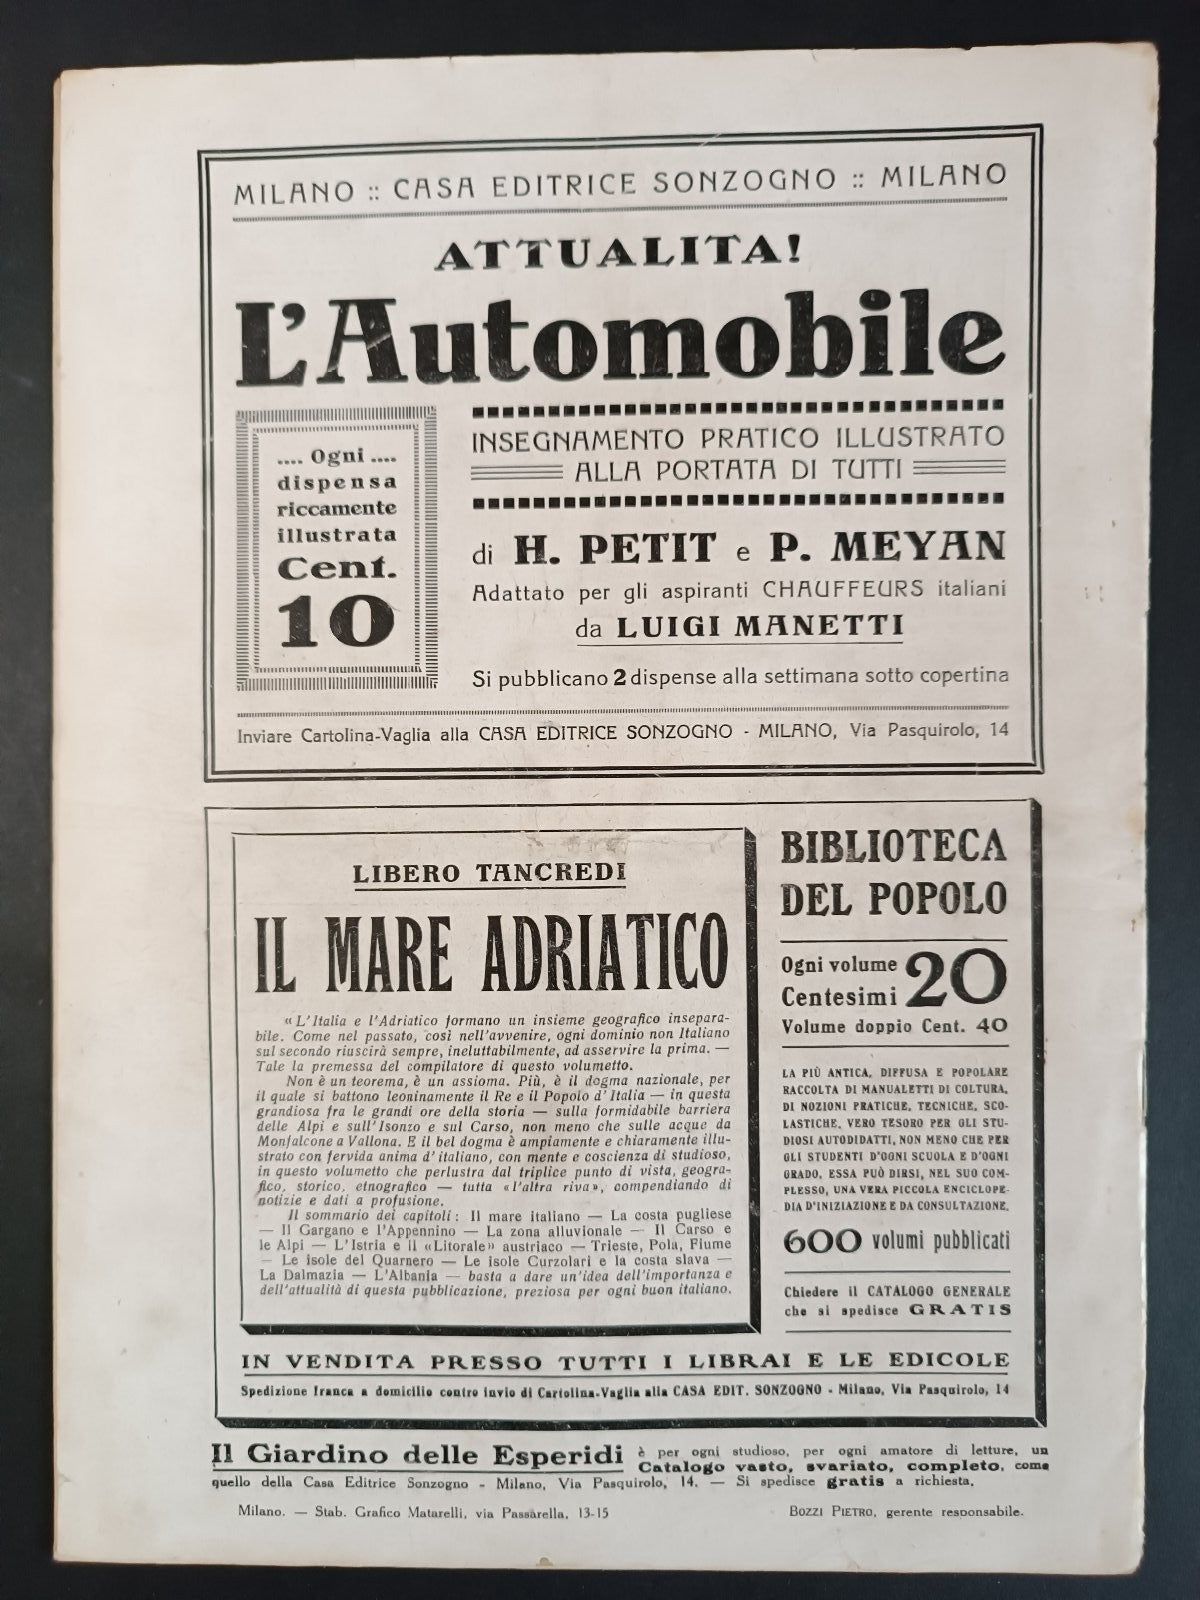 MILANO :: CASA EDITRICE SONZOGNO :: MILANO
ATTUALITA!
L'Automobile
.... Ogni ....
dispensa
riccamente
illustrata
Cent.
10
INSEGNAMENTO PRATICO ILLUSTRATO
ALLA PORTATA DI TUTTI
di H. PETIT e P. MEYAN
Adattato per gli aspiranti CHAUFFEURS italiani
da LUIGI MANETTI
Si pubblicano 2 dispense alla settimana sotto copertina
Inviare Cartolina-Vaglia alla CASA EDITRICE SONZOGNO - MILANO, Via Pasquirolo, 14
LIBERO TANCREDI
IL MARE ADRIATICO
«L'Italia e l'Adriatico formano un insieme geografico insepara-
bile. Come nel passato, così nell'avvenire, ogni dominio non Italiano
sul secondo riuscirà sempre, ineluttabilmente, ad asservire la prima. —
Tale la premessa del compilatore di questo volumetto.
Non è un teorema, è un assioma. Più, è il dogma nazionale, per
il quale si battono leoninamente il Re e il Popolo d'Italia — in questa
grandiosa fra le grandi ore della storia — sulla formidabile barriera
delle Alpi e sull'Isonzo e sul Carso, non meno che sulle acque da
Monfalcone a Vallona. E il bel dogma è ampiamente e chiaramente illu-
strato con fervida anima d'italiano, con mente e coscienza di studioso,
in questo volumetto che perlustra dal triplice punto di vista, geogra-
fico, storico, etnografico — tutta «l'altra riva», compendiando di
notizie e dati a profusione.
Il sommario dei capitoli: Il mare italiano — La costa pugliese
— Il Gargano e l'Appennino — La zona alluvionale — Il Carso e
le Alpi — L'Istria e il «Litorale» austriaco — Trieste, Pola, Fiume
— Le isole del Quarnero — Le isole Curzolari e la costa slava —
La Dalmazia — L'Albania — basta a dare un'idea dell'importanza e
dell'attualità di questa pubblicazione, preziosa per ogni buon italiano.
BIBLIOTECA
DEL POPOLO
Ogni volume
Centesimi 20
Volume doppio Cent. 40
LA PIÙ ANTICA, DIFFUSA E POPOLARE
RACCOLTA DI MANUALETTI DI COLTURA,
DI NOZIONI PRATICHE, TECNICHE, SCO-
LASTICHE, VERO TESORO PER GLI STU-
DIOSI AUTODIDATTI, NON MENO CHE PER
GLI STUDENTI D'OGNI SCUOLA E D'OGNI
GRADO, ESSA PUÒ DIRSI, NEL SUO COM-
PLESSO, UNA VERA PICCOLA ENCICLOPE-
DIA D'INIZIAZIONE E DA CONSULTAZIONE.
600 volumi pubblicati
Chiedere il CATALOGO GENERALE
che si spedisce GRATIS
IN VENDITA PRESSO TUTTI I LIBRAI E LE EDICOLE
Spedizione franca a domicilio contro invio di Cartolina-Vaglia alla CASA EDIT. SONZOGNO - Milano, Via Pasquirolo, 14
Il Giardino delle Esperidi è per ogni studioso, per ogni amatore di letture, un
Catalogo vasto, svariato, completo, come
quello della Casa Editrice Sonzogno - Milano, Via Pasquirolo, 14. — Si spedisce gratis a richiesta.
Milano. — Stab. Grafico Matarelli, via Passarella, 13-15
BOZZI PIETRO, gerente responsabile.